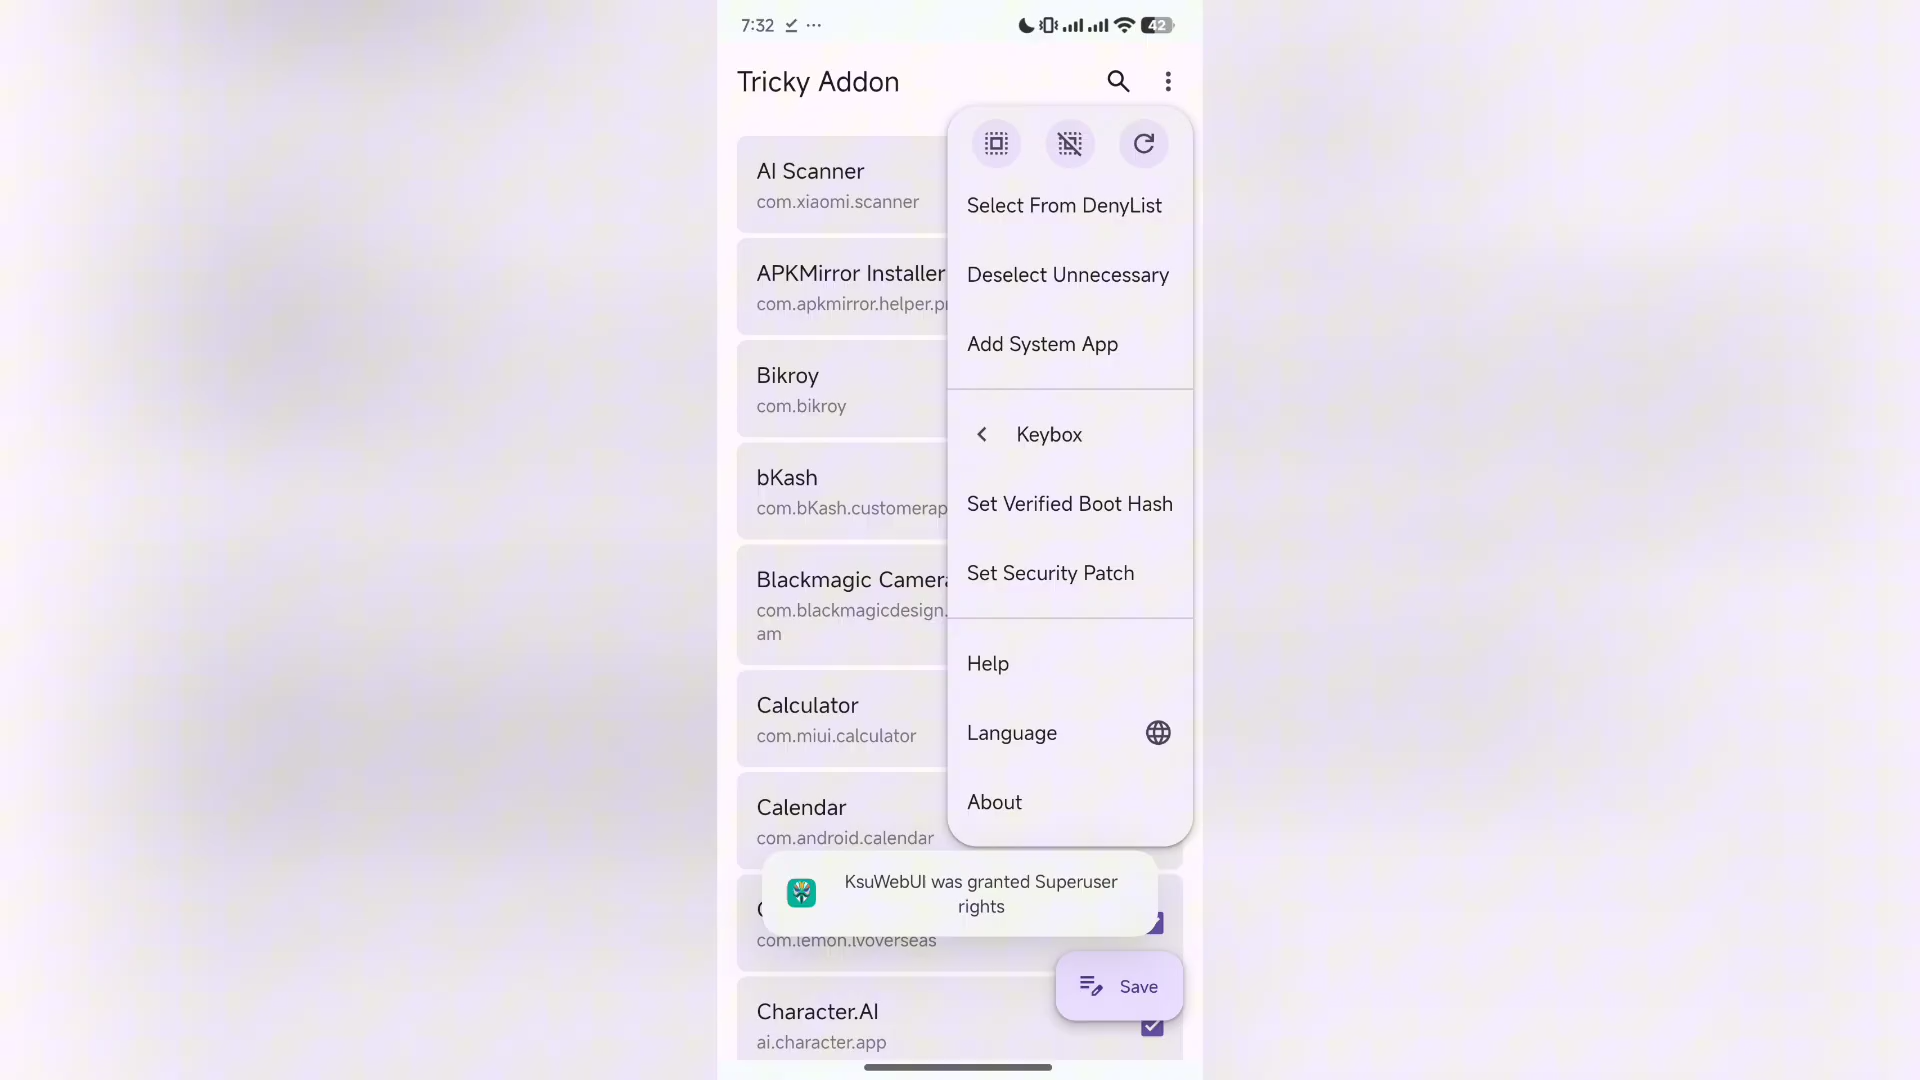 7:32
42
Tricky Addon
AI Scanner
com.xiaomi.scanner
APKMirror Installer
com.apkmirror.helper.p
Bikroy
com.bikroy
bKash
com.bKash.customerap
Blackmagic Camera
com.blackmagicdesign.
am
Calculator
com.miui.calculator
Calendar
com.android.calendar
com.lemon.lvoverseas
Character.AI
ai.character.app
Select From DenyList
Deselect Unnecessary
Add System App
Keybox
Set Verified Boot Hash
Set Security Patch
Help
Language
About
KsuWebUI was granted Superuser
rights
Save